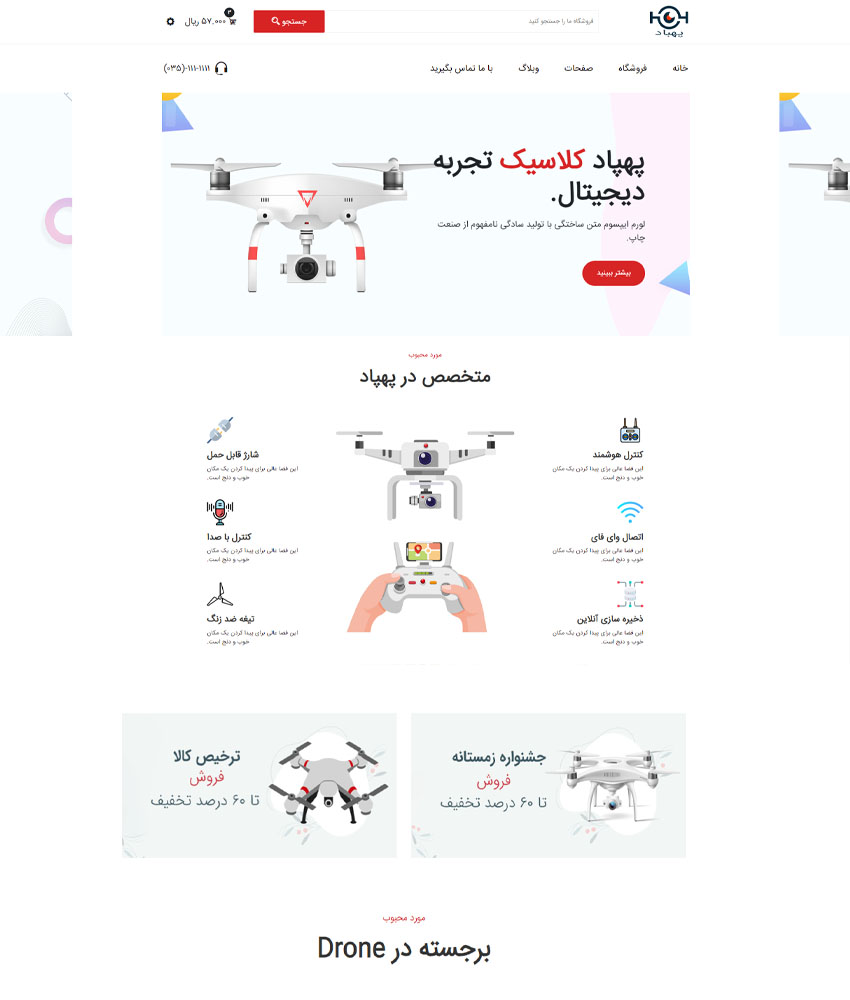 پهپاد
فروشگاه ما را جستجو کنید
جستجو
۳
۵۷.۰۰۰ ریال
خانه
فروشگاه
صفحات
وبلاگ
با ما تماس بگیرید
(۰۳۵)-۱۱۱-۱۱۱۱
پهپاد کلاسیک تجربه
دیجیتال.
لورم ایپسوم متن ساختگی با تولید سادگی نامفهوم از صنعت
چاپ.
بیشتر ببینید
مورد محبوب
متخصص در پهپاد
کنترل هوشمند
این فضا عالی برای پیدا کردن یک مکان
خوب و دنج است.
اتصال وای فای
این فضا عالی برای پیدا کردن یک مکان
خوب و دنج است.
ذخیره سازی آنلاین
این فضا عالی برای پیدا کردن یک مکان
خوب و دنج است.
شارژ قابل حمل
این فضا عالی برای پیدا کردن یک مکان
خوب و دنج است.
کنترل با صدا
این فضا عالی برای پیدا کردن یک مکان
خوب و دنج است.
تیغه ضد زنگ
این فضا عالی برای پیدا کردن یک مکان
خوب و دنج است.
جشنواره زمستانه
فروش
تا ۶۰ درصد تخفیف
ترخیص کالا
فروش
تا ۶۰ درصد تخفیف
مورد محبوب
برجسته در Drone